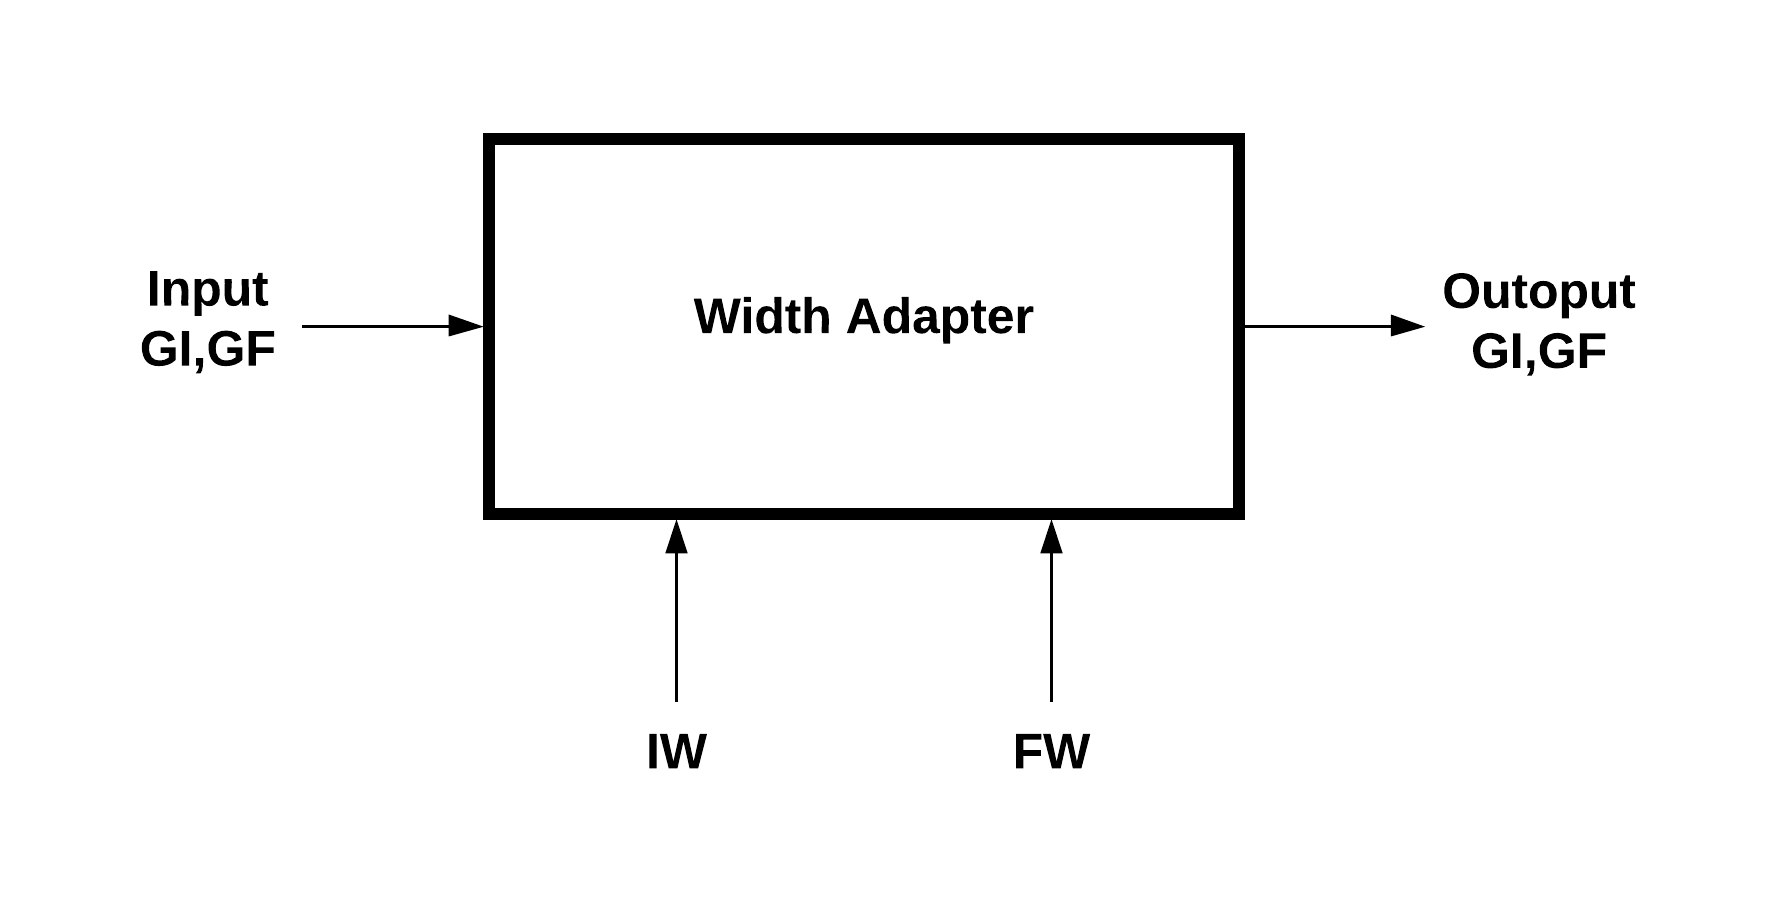 Input
GI,GF
Width Adapter
Outoput
GI,GF
IW
FW